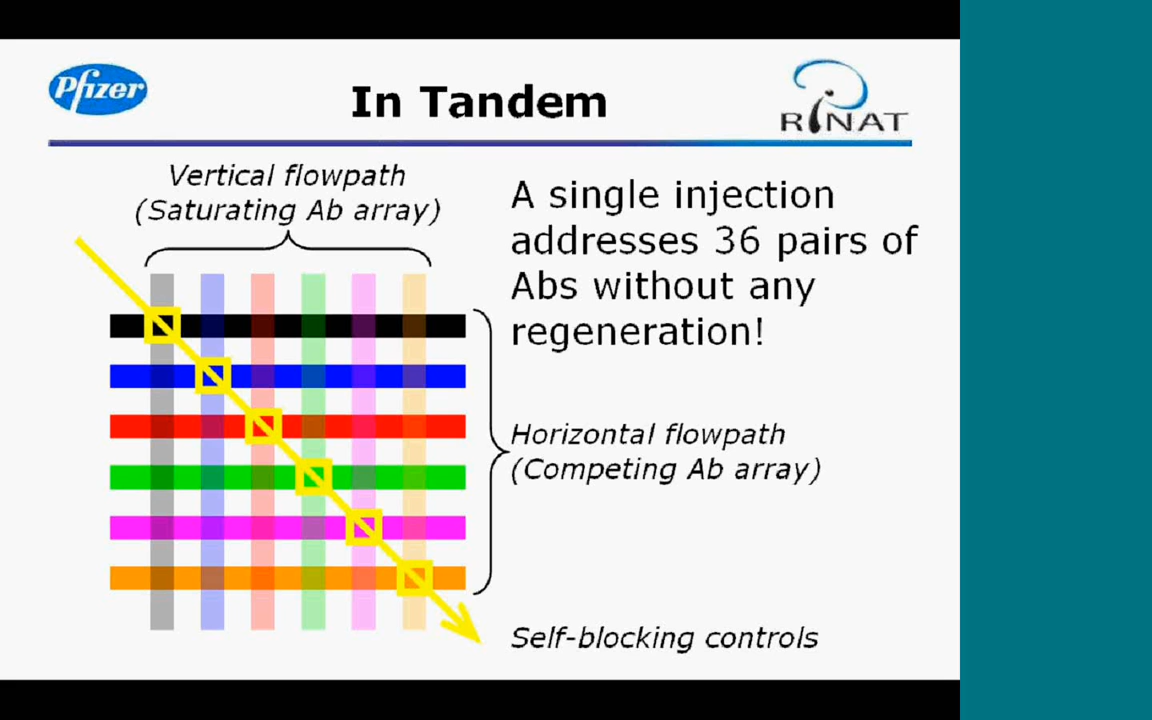 Pfizer
In Tandem
RINAT
Vertical flowpath
(Saturating Ab array)
A single injection
addresses 36 pairs of
Abs without any
regeneration!
Horizontal flowpath
(Competing Ab array)
Self-blocking controls